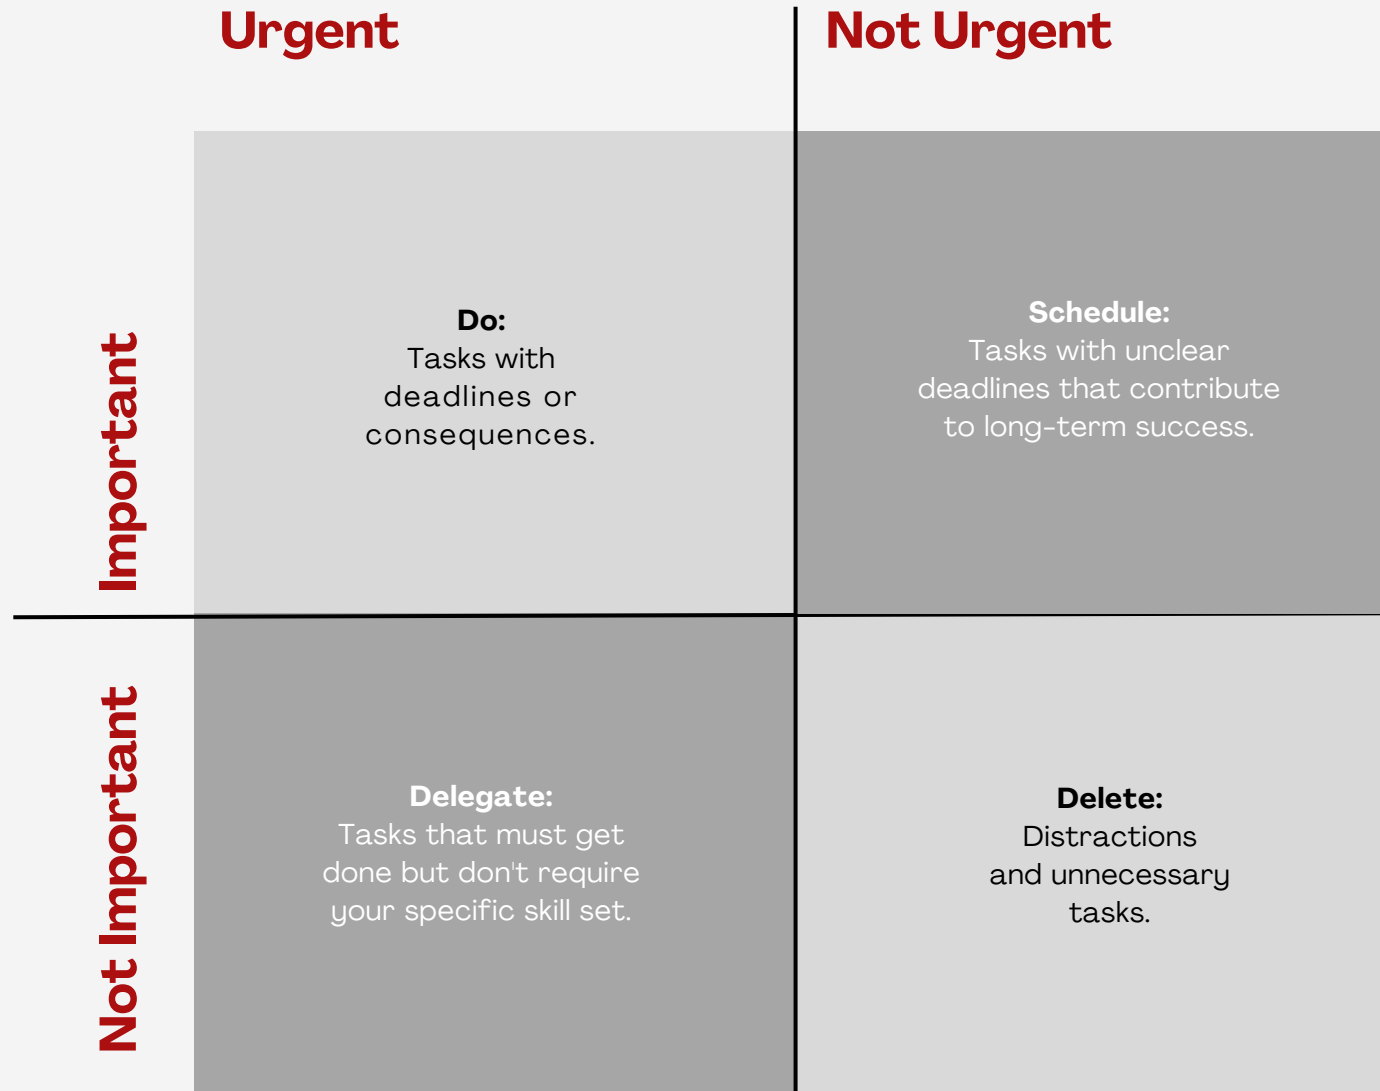 Urgent
Not Urgent
Important
Do:
Tasks with
deadlines or
consequences.
Schedule:
Tasks with unclear
deadlines that contribute
to long-term success.
Not Important
Delegate:
Tasks that must get
done but don't require
your specific skill set.
Delete:
Distractions
and unnecessary
tasks.